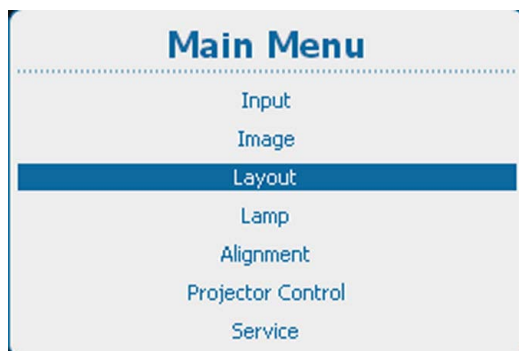 Main Menu
Input
Image
Layout
Lamp
Alignment
Projector Control
Service